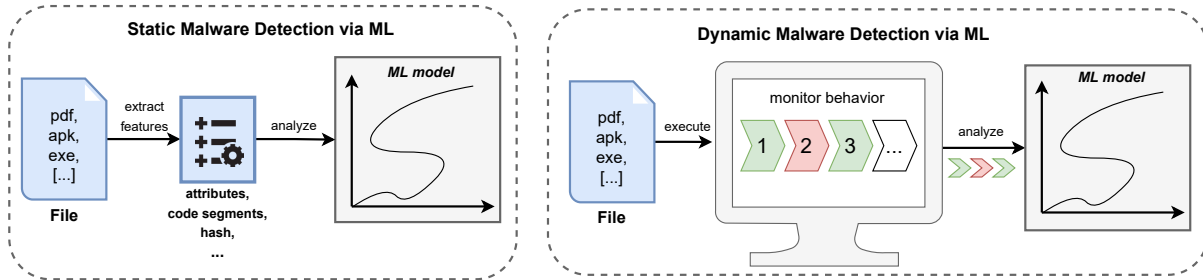 Static Malware Detection via ML
pdf,
apk,
exe,
[...]
File
extract
features
attributes,
code segments,
hash,
...
analyze
ML model
Dynamic Malware Detection via ML
pdf,
apk,
exe,
[...]
File
execute
monitor behavior
1 2 3 ...
analyze
ML model